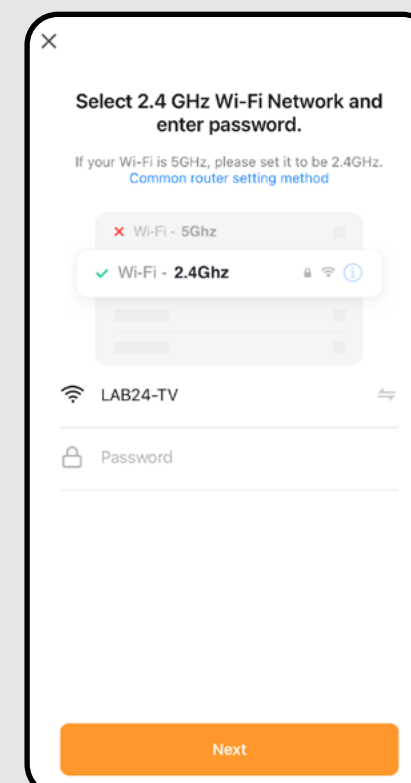 Select 2.4 GHz Wi-Fi Network and
enter password.
If your Wi-Fi is 5GHz, please set it to be 2.4GHz.
Common router setting method
Wi-Fi - 5Ghz
Wi-Fi - 2.4Ghz
LAB24-TV
Password
Next